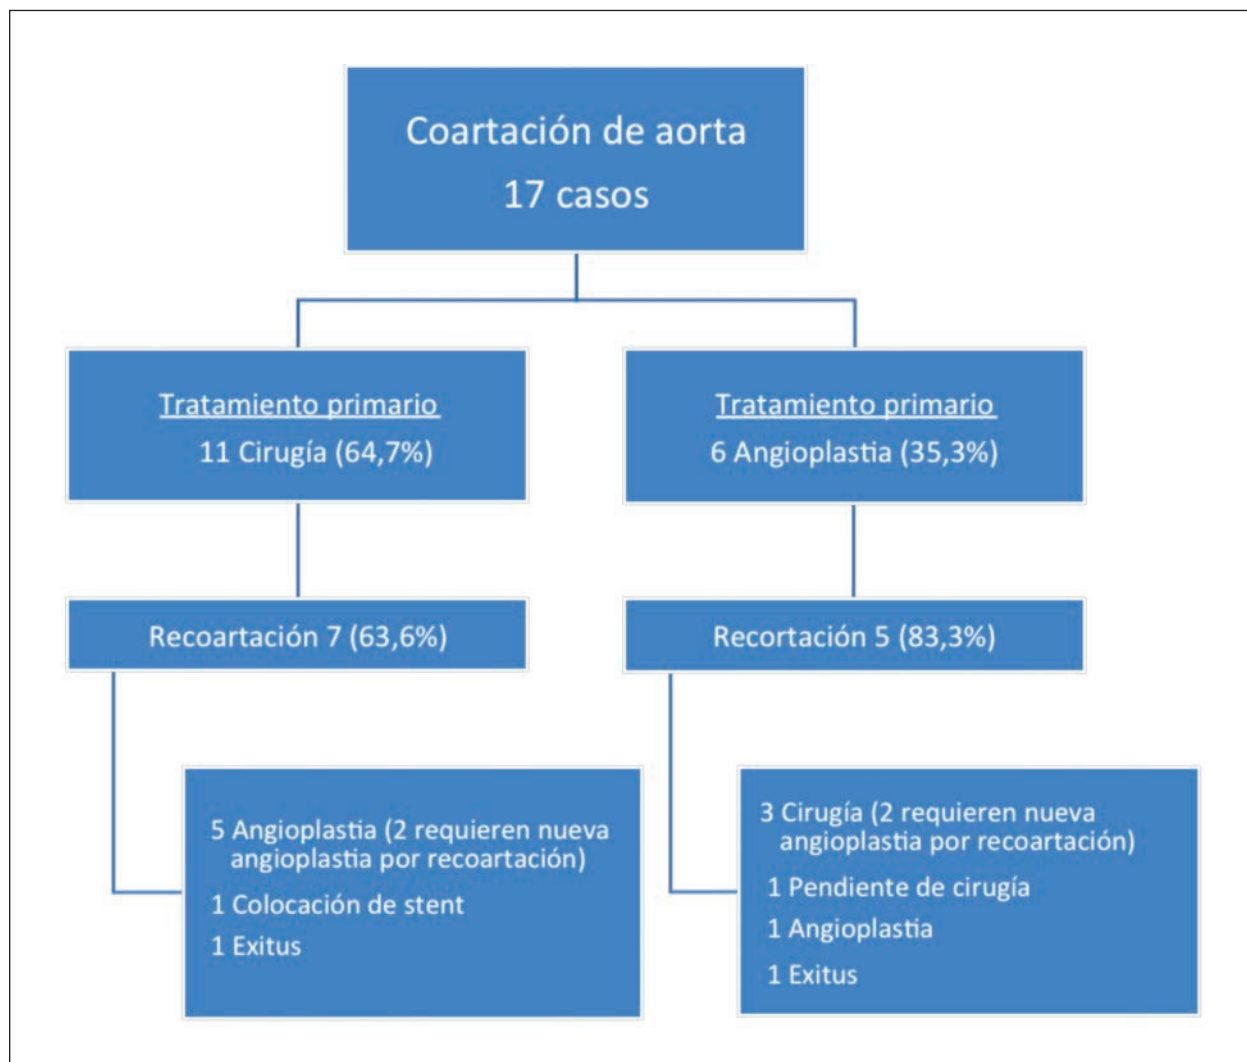 Coartación de aorta
17 casos
Tratamiento primario
11 Cirugía (64,7%)
Tratamiento primario
6 Angioplastia (35,3%)
Recoartación 7 (63,6%)
Recortación 5 (83,3%)
5 Angioplastia (2 requieren nueva
angioplastia por recoartación)
1 Colocación de stent
1 Exitus
3 Cirugía (2 requieren nueva
angioplastia por recoartación)
1 Pendiente de cirugía
1 Angioplastia
1 Exitus